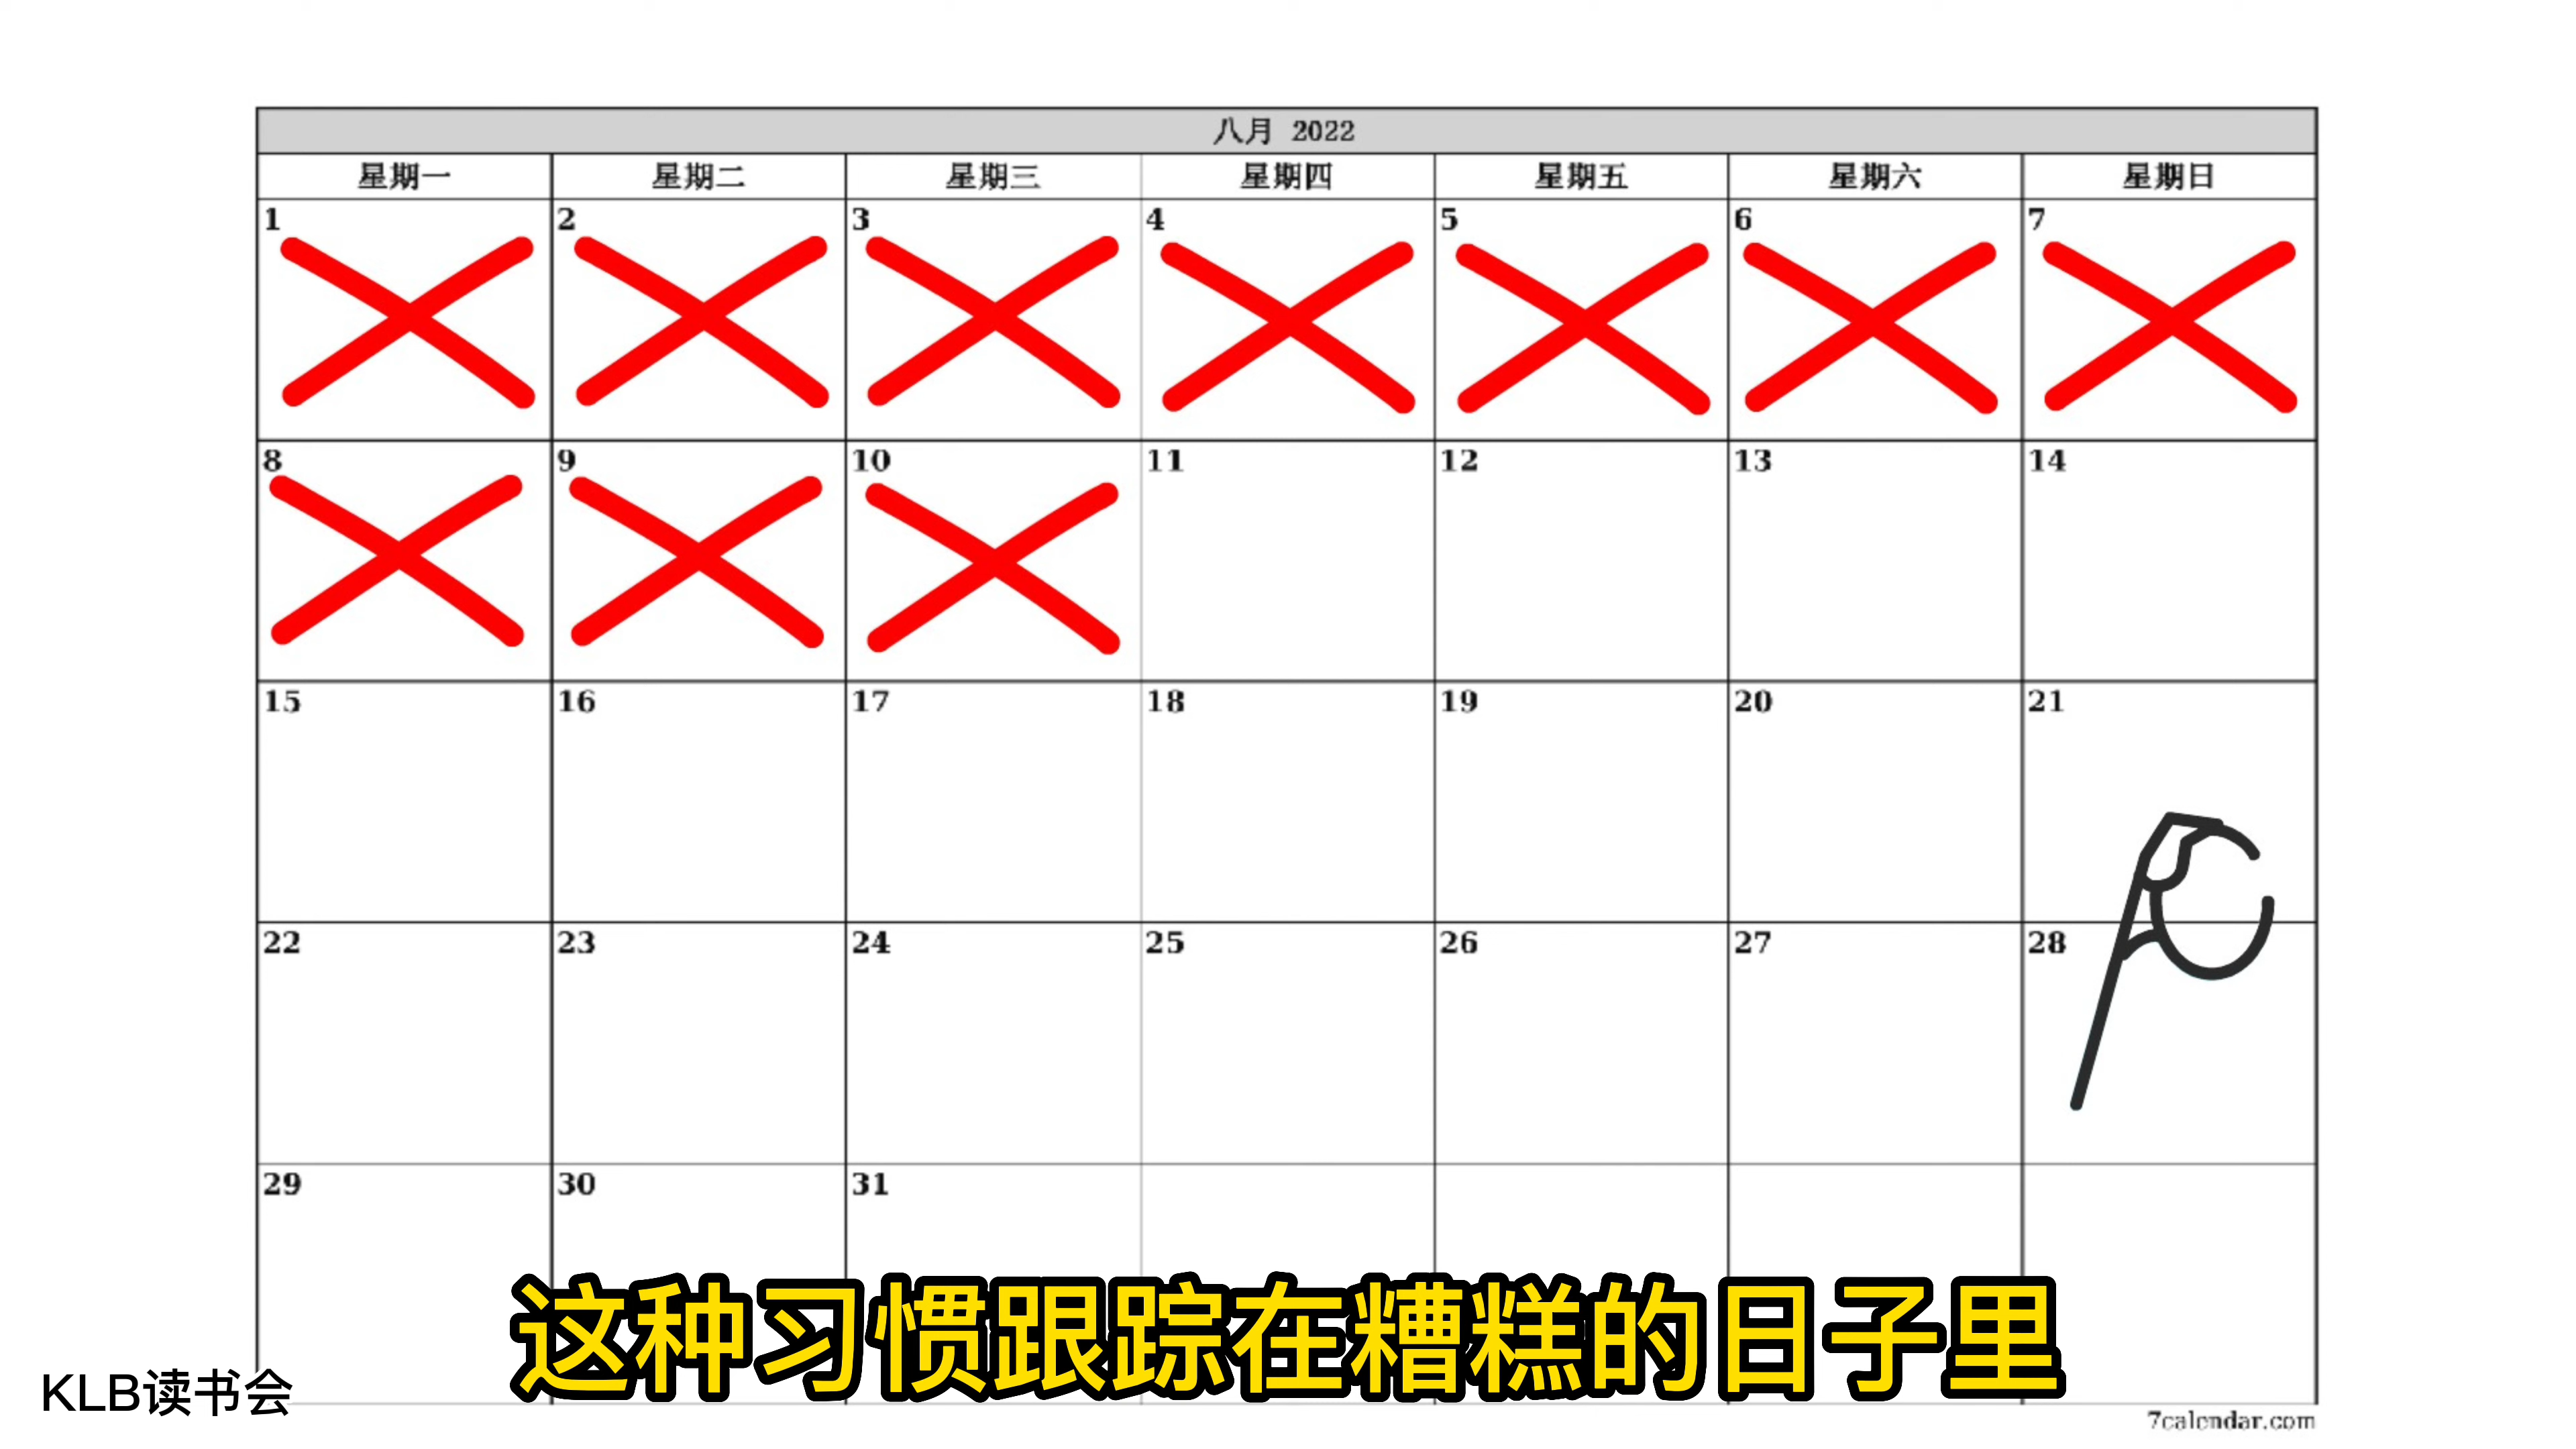 八月 2022
星期一 星期二 星期三 星期四 星期五 星期六 星期日
1 2 3 4 5 6 7
8 9 10 11 12 13 14
15 16 17 18 19 20 21
22 23 24 25 26 27 28
29 30 31
这种习惯跟踪在糟糕的日子里
KLB读书会
7calendar.com